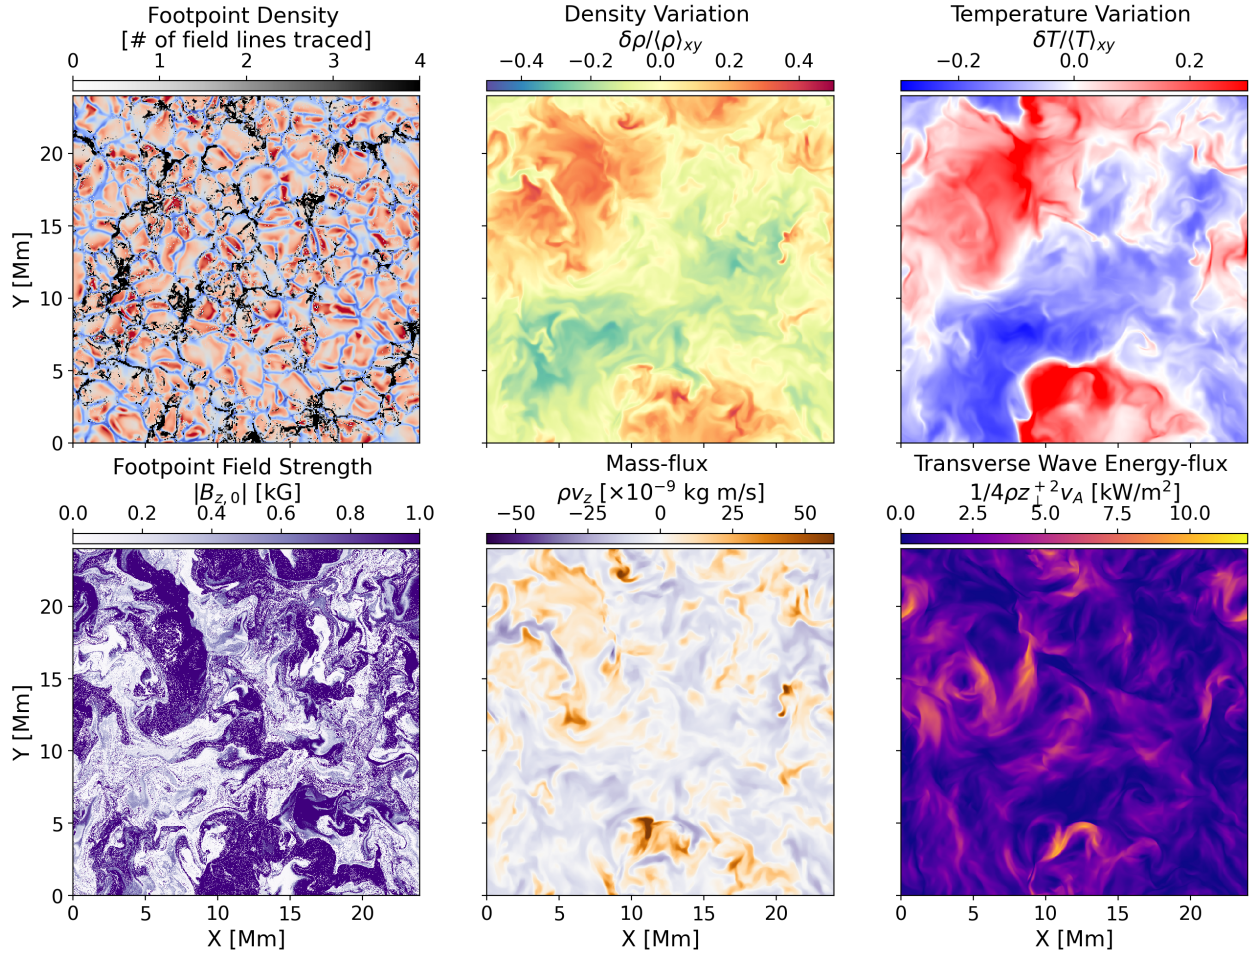 Footpoint Density
[# of field lines traced]
0 1 2 3 4
Density Variation
δρ/⟨ρ⟩xy
−0.4 −0.2 0.0 0.2 0.4
Temperature Variation
δT/⟨T⟩xy
−0.2 0.0 0.2
Y [Mm]
20
15
10
5
0
Footpoint Field Strength
|Bz,0| [kG]
0.0 0.2 0.4 0.6 0.8 1.0
Mass-flux
ρvz [×10⁻⁹ kg m/s]
−50 −25 0 25 50
Transverse Wave Energy-flux
1/4ρz⊥⁺²vA [kW/m²]
0.0 2.5 5.0 7.5 10.0
Y [Mm]
20
15
10
5
0
0 5 10 15 20
X [Mm]
0 5 10 15 20
X [Mm]
0 5 10 15 20
X [Mm]